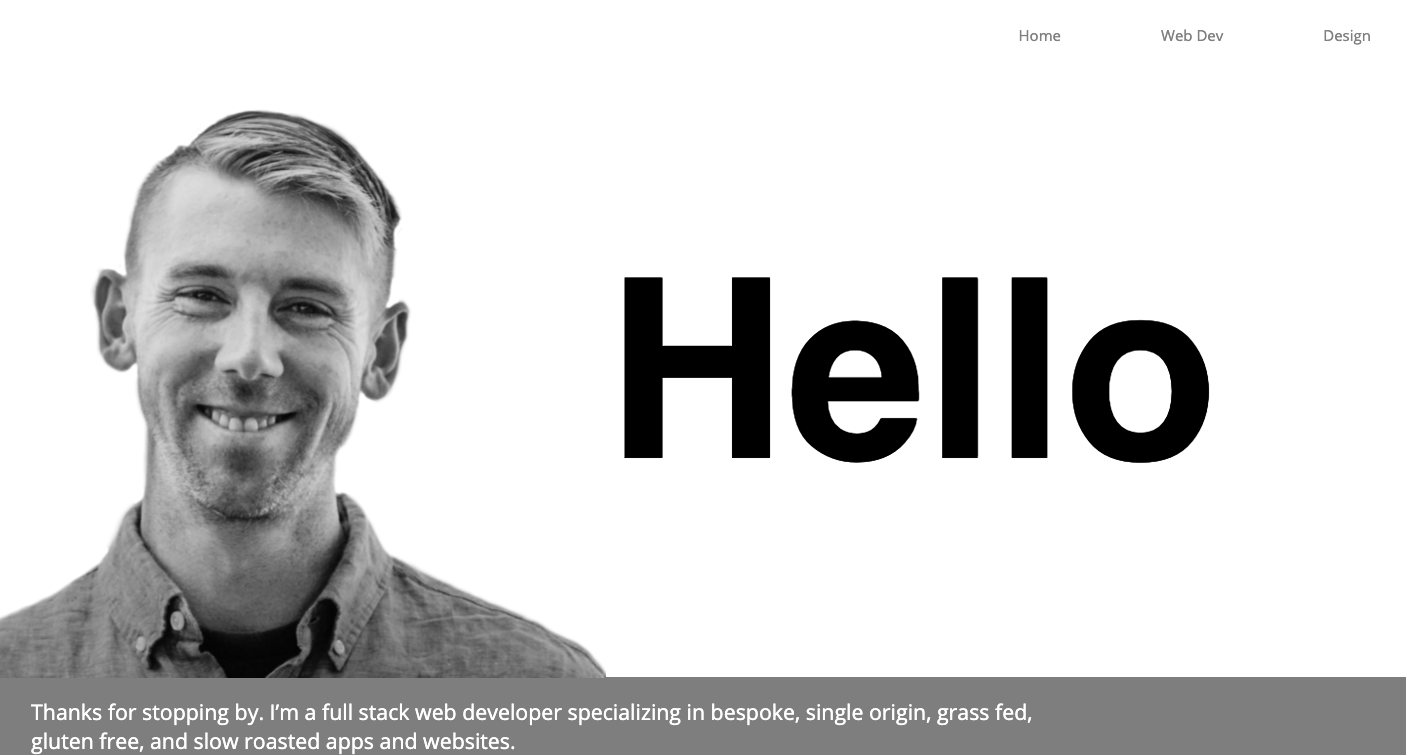 Home Web Dev Design
Hello
Thanks for stopping by. I’m a full stack web developer specializing in bespoke, single origin, grass fed,
gluten free, and slow roasted apps and websites.